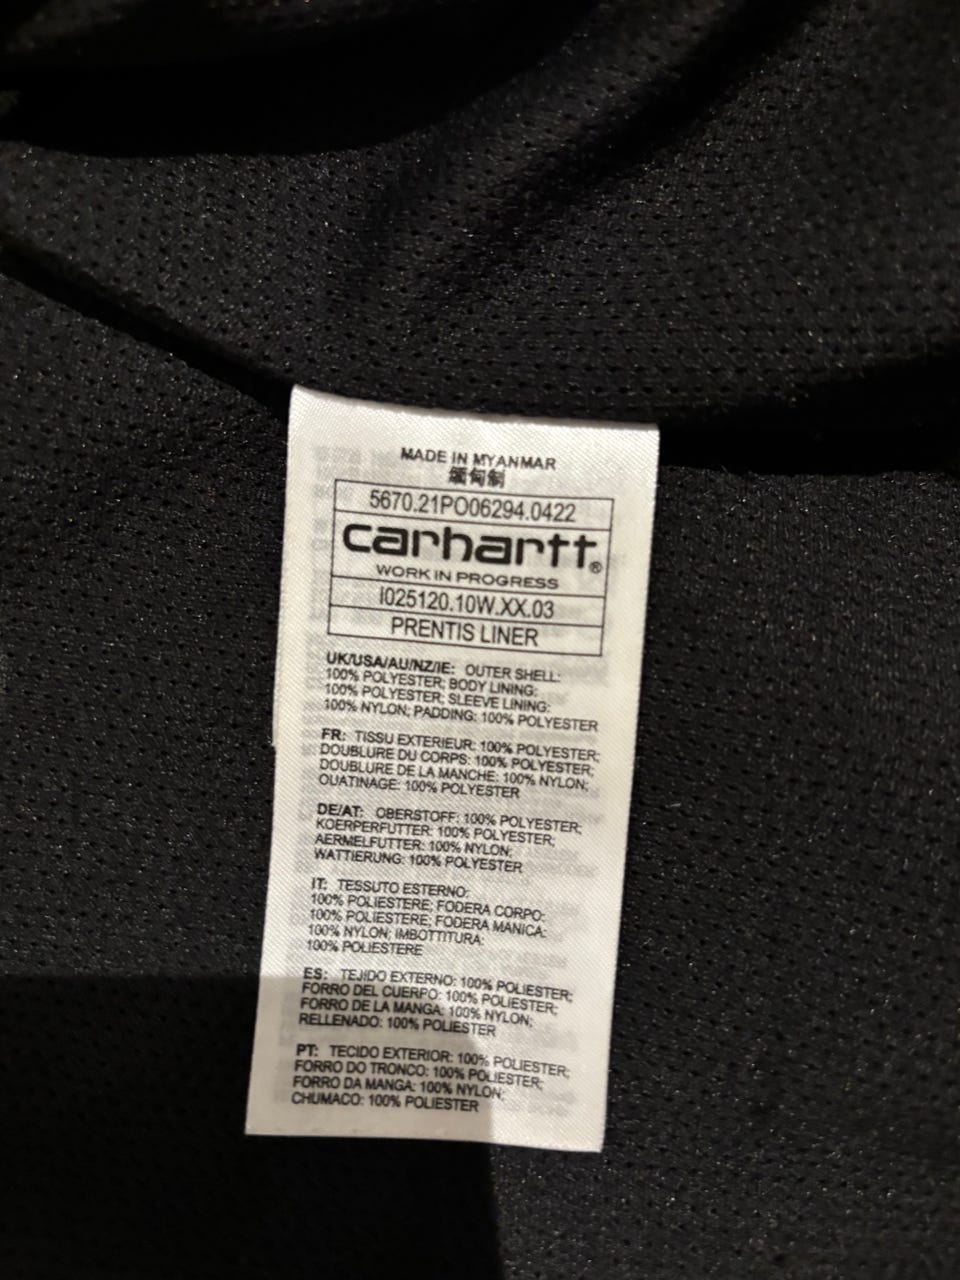 MADE IN MYANMAR
缅甸制
5670.21PO06294.0422
carhartt®
WORK IN PROGRESS
I025120.10W.XX.03
PRENTIS LINER
UK/USA/AU/NZ/IE: OUTER SHELL:
100% POLYESTER; BODY LINING:
100% POLYESTER; SLEEVE LINING:
100% NYLON; PADDING: 100% POLYESTER
FR: TISSU EXTERIEUR: 100% POLYESTER;
DOUBLURE DU CORPS: 100% POLYESTER;
DOUBLURE DE LA MANCHE: 100% NYLON;
OUATINAGE: 100% POLYESTER
DE/AT: OBERSTOFF: 100% POLYESTER;
KOERPERFUTTER: 100% POLYESTER;
AERMELFUTTER: 100% NYLON;
WATTIERUNG: 100% POLYESTER
IT: TESSUTO ESTERNO:
100% POLIESTERE; FODERA CORPO:
100% POLIESTERE; FODERA MANICA:
100% NYLON; IMBOTTITURA:
100% POLIESTERE
ES: TEJIDO EXTERNO: 100% POLIESTER;
FORRO DEL CUERPO: 100% POLIESTER;
FORRO DE LA MANGA: 100% NYLON;
RELLENADO: 100% POLIESTER
PT: TECIDO EXTERIOR: 100% POLIESTER;
FORRO DO TRONCO: 100% POLIESTER;
FORRO DA MANGA: 100% NYLON;
CHUMACO: 100% POLIESTER